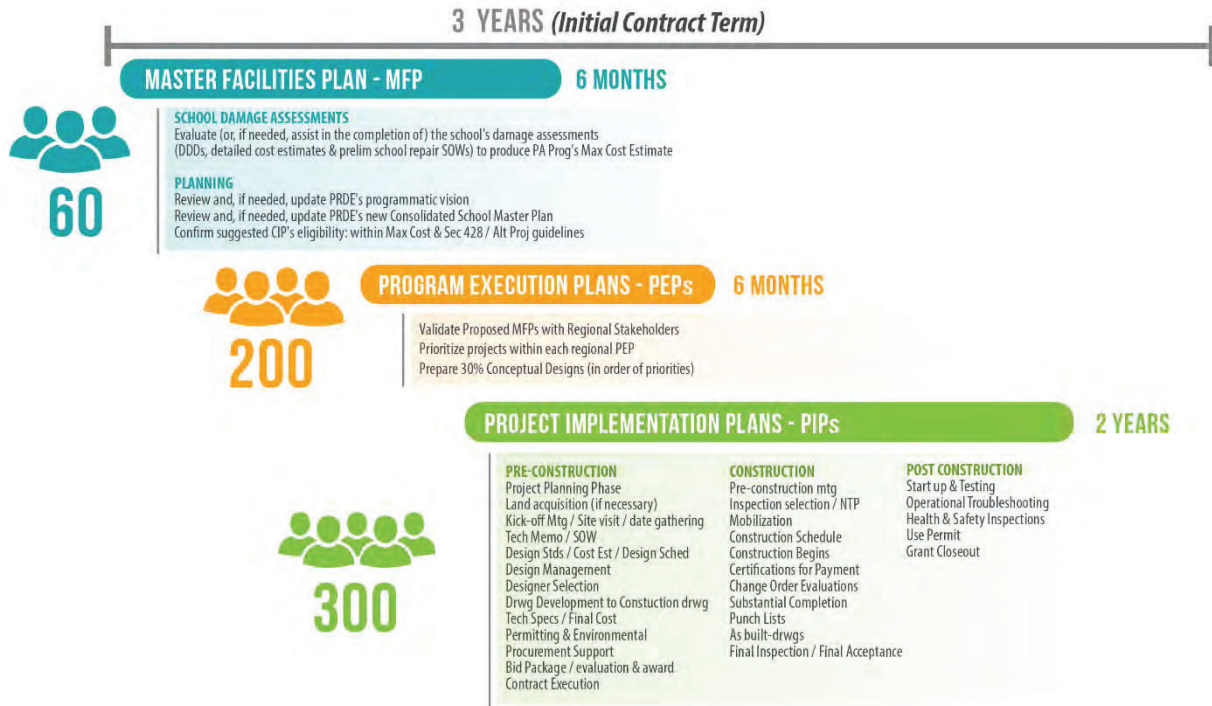 3 YEARS (Initial Contract Term)
MASTER FACILITIES PLAN - MFP
6 MONTHS
60
SCHOOL DAMAGE ASSESSMENTS
Evaluate (or, if needed, assist in the completion of) the school's damage assessments
(DDDs, detailed cost estimates & prelim school repair SOWs) to produce PA Prog's Max Cost Estimate
PLANNING
Review and, if needed, update PRDE's programmatic vision
Review and, if needed, update PRDE's new Consolidated School Master Plan
Confirm suggested CIP's eligibility: within Max Cost & Sec 428 / Alt Proj guidelines
PROGRAM EXECUTION PLANS - PEPs
6 MONTHS
200
Validate Proposed MFPs with Regional Stakeholders
Prioritize projects within each regional PEP
Prepare 30% Conceptual Designs (in order of priorities)
PROJECT IMPLEMENTATION PLANS - PIPs
2 YEARS
300
PRE-CONSTRUCTION
Project Planning Phase
Land acquisition (if necessary)
Kick-off Mtg / Site visit / date gathering
Tech Memo / SOW
Design Stds / Cost Est / Design Sched
Design Management
Designer Selection
Drwg Development to Constuction drwg
Tech Specs / Final Cost
Permitting & Environmental
Procurement Support
Bid Package / evaluation & award
Contract Execution
CONSTRUCTION
Pre-construction mtg
Inspection selection / NTP
Mobilization
Construction Schedule
Construction Begins
Certifications for Payment
Change Order Evaluations
Substantial Completion
Punch Lists
As built-drwgs
Final Inspection / Final Acceptance
POST CONSTRUCTION
Start up & Testing
Operational Troubleshooting
Health & Safety Inspections
Use Permit
Grant Closeout